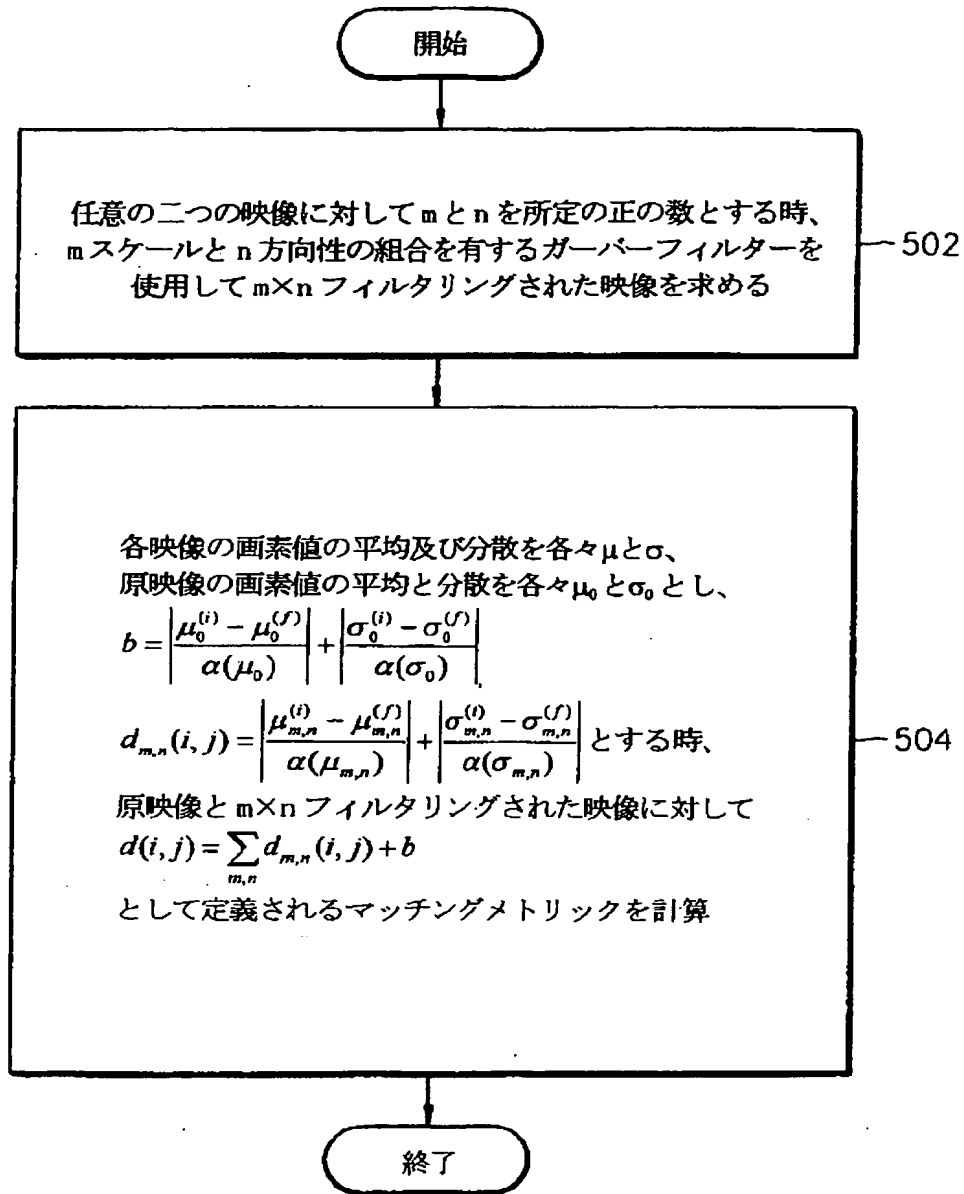 開始
任意の二つの映像に対してmとnを所定の正の数とする時、
mスケールとn方向性の組合を有するガーバーフィルターを
使用してm×nフィルタリングされた映像を求める
502
各映像の画素値の平均及び分散を各々μとσ、
原映像の画素値の平均と分散を各々μ₀とσ₀とし、
b = |(μ₀^(i) − μ₀^(f)) / α(μ₀)| + |(σ₀^(i) − σ₀^(f)) / α(σ₀)|,
d_{m,n}(i, j) = |(μ_{m,n}^(i) − μ_{m,n}^(f)) / α(μ_{m,n})| + |(σ_{m,n}^(i) − σ_{m,n}^(f)) / α(σ_{m,n})| とする時、
504
原映像とm×nフィルタリングされた映像に対して
d(i, j) = Σ_{m,n} d_{m,n}(i, j) + b
として定義されるマッチングメトリックを計算
終了